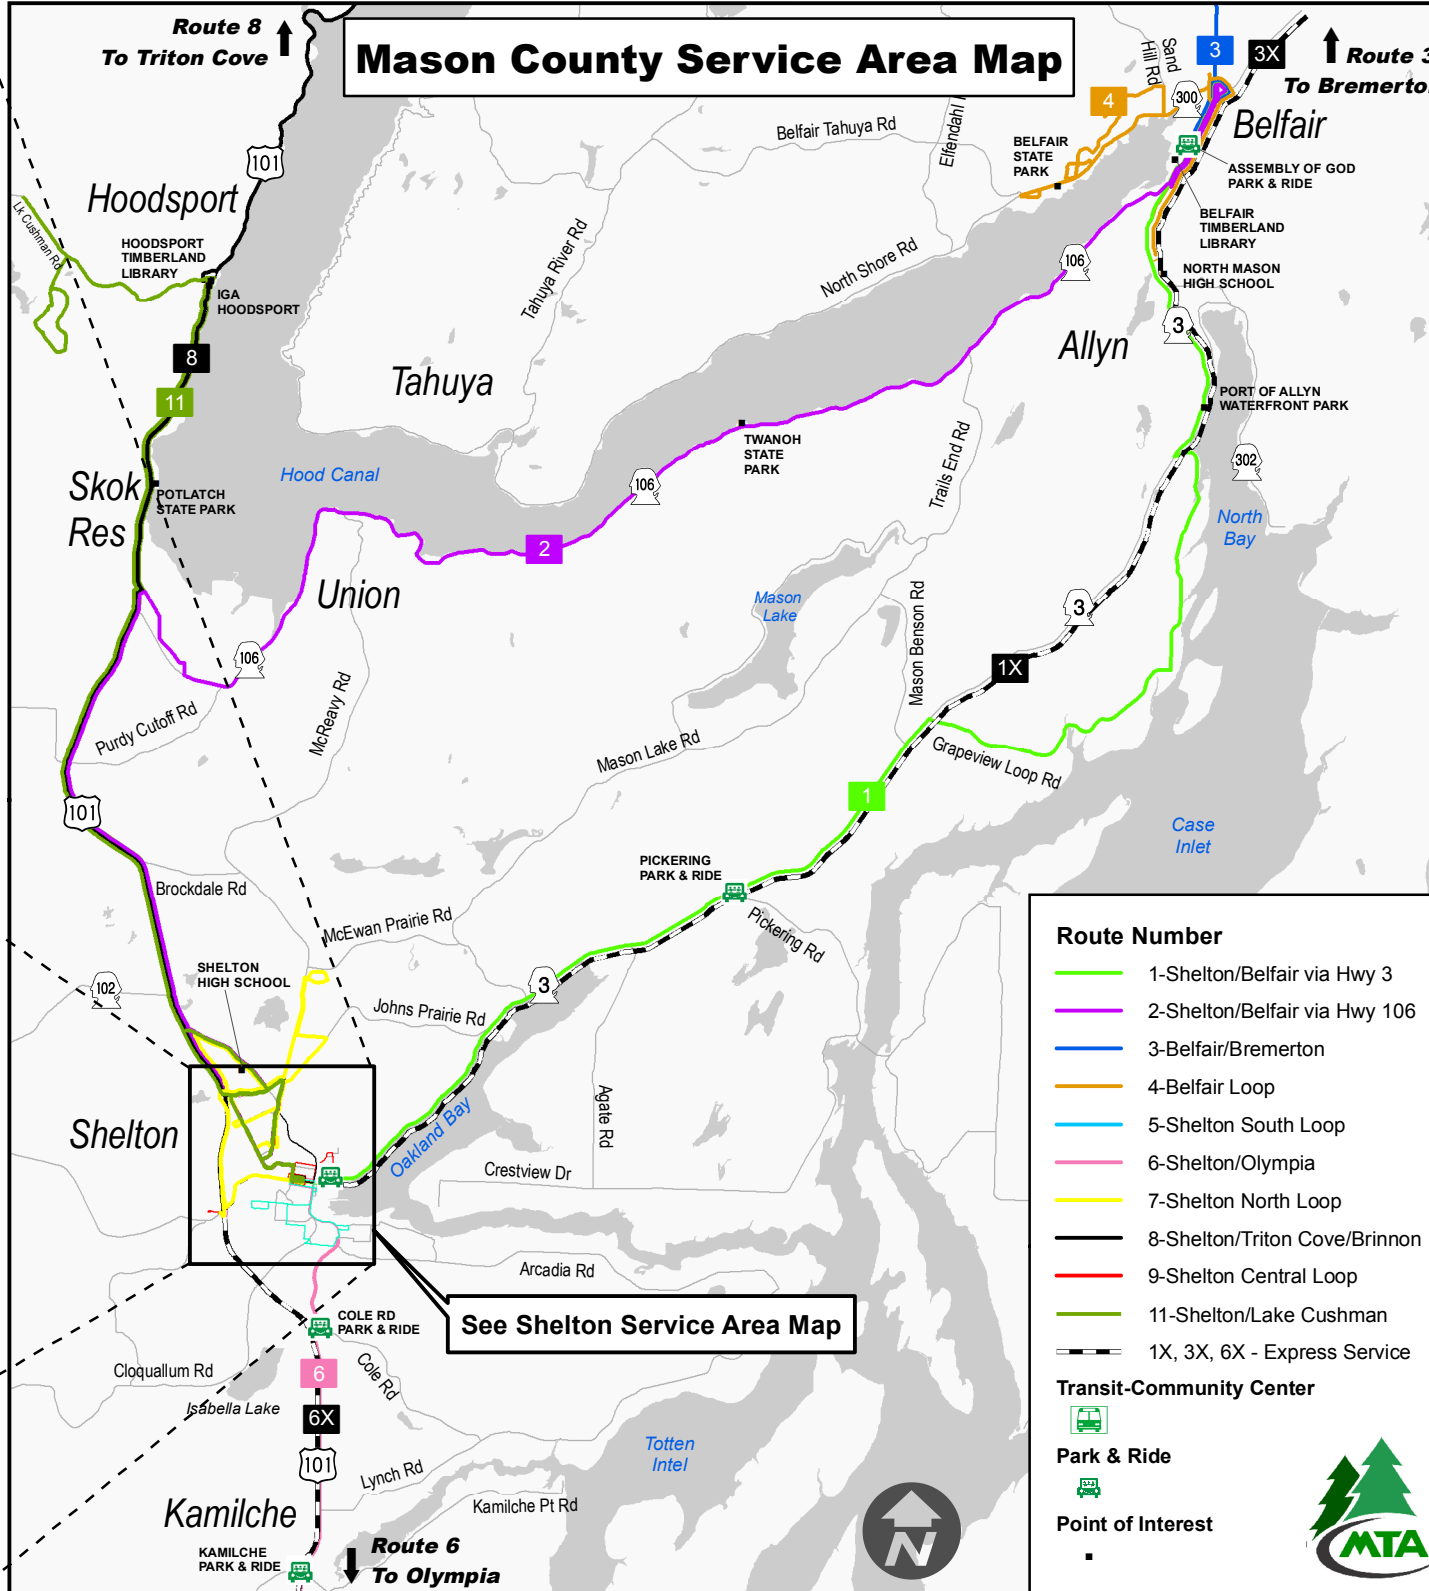 Route 8
To Triton Cove
Mason County Service Area Map
3
3X
Route 3
To Bremerton
Sand
Hill Rd
300
4
Belfair
Belfair Tahuya Rd
Elfendahl
BELFAIR
STATE
PARK
ASSEMBLY OF GOD
PARK & RIDE
BELFAIR
TIMBERLAND
LIBRARY
NORTH MASON
HIGH SCHOOL
101
Hoodsport
Lk Cushman Rd
HOODSPORT
TIMBERLAND
LIBRARY
IGA
HOODSPORT
Tahuya River Rd
North Shore Rd
106
8
11
Tahuya
Allyn
3
PORT OF ALLYN
WATERFRONT PARK
TWANOH
STATE
PARK
Trails End Rd
302
Hood Canal
Skok
Res
POTLATCH
STATE PARK
106
North
Bay
2
Union
Mason
Lake
Mason Benson Rd
3
106
1X
McReavy Rd
Purdy Cutoff Rd
Mason Lake Rd
Grapeview Loop Rd
101
1
Case
Inlet
PICKERING
PARK & RIDE
Brockdale Rd
McEwan Prairie Rd
Pickering Rd
SHELTON
HIGH SCHOOL
102
3
Johns Prairie Rd
Agate Rd
Shelton
Oakland Bay
Crestview Dr
Arcadia Rd
COLE RD
PARK & RIDE
See Shelton Service Area Map
Cloquallum Rd
6
Cole Rd
Isabella Lake
6X
101
Totten
Intel
Lynch Rd
Kamilche
Kamilche Pt Rd
KAMILCHE
PARK & RIDE
Route 6
To Olympia
N
Route Number
1-Shelton/Belfair via Hwy 3
2-Shelton/Belfair via Hwy 106
3-Belfair/Bremerton
4-Belfair Loop
5-Shelton South Loop
6-Shelton/Olympia
7-Shelton North Loop
8-Shelton/Triton Cove/Brinnon
9-Shelton Central Loop
11-Shelton/Lake Cushman
1X, 3X, 6X - Express Service
Transit-Community Center
Park & Ride
Point of Interest
MTA